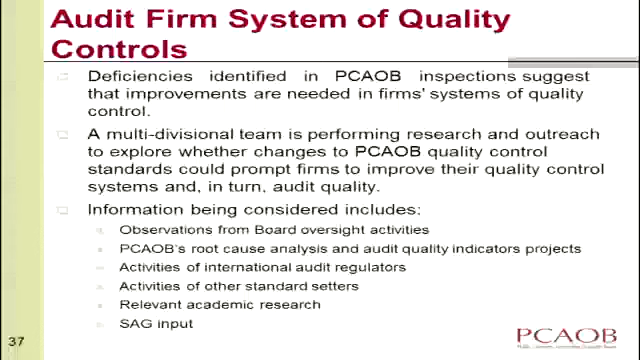 Audit Firm System of Quality
Controls
Deficiencies identified in PCAOB inspections suggest
that improvements are needed in firms' systems of quality
control.
A multi-divisional team is performing research and outreach
to explore whether changes to PCAOB quality control
standards could prompt firms to improve their quality control
systems and, in turn, audit quality.
Information being considered includes:
Observations from Board oversight activities
PCAOB's root cause analysis and audit quality indicators projects
Activities of international audit regulators
Activities of other standard setters
Relevant academic research
SAG input
37
PCAOB